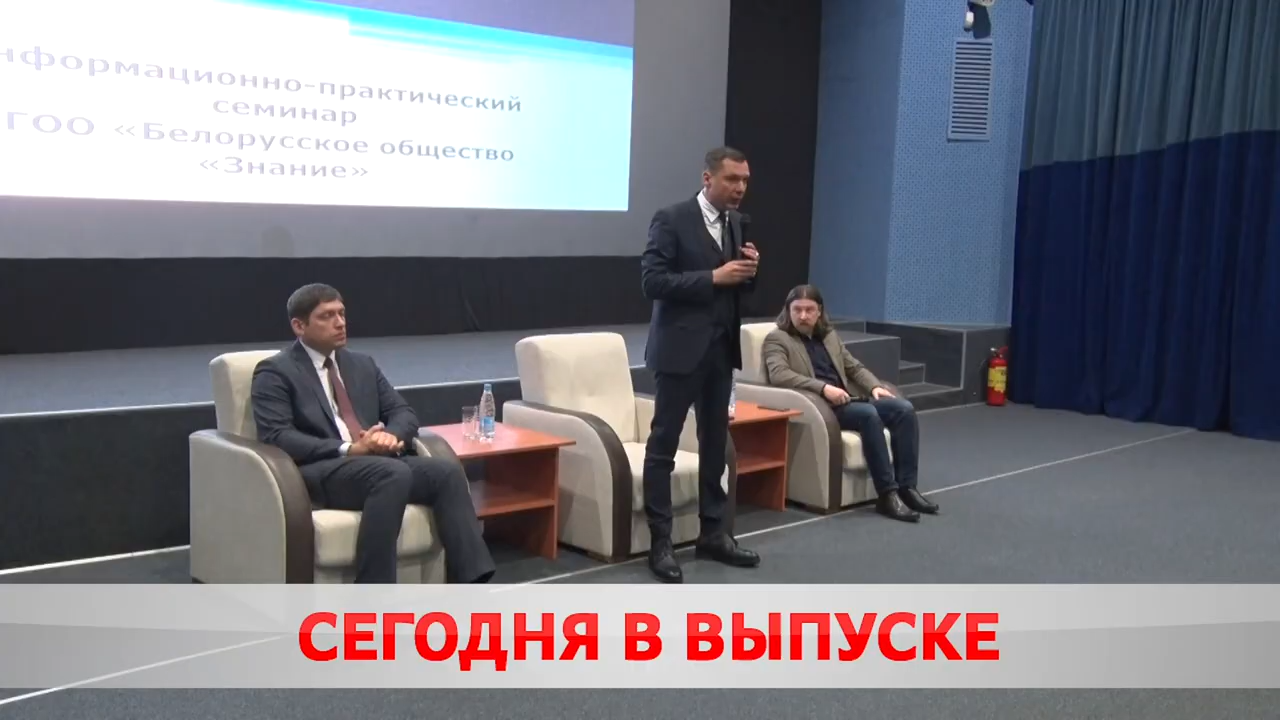 нформационно-практический
семинар
ГОО «Белорусское общество
«Знание»
СЕГОДНЯ В ВЫПУСКЕ